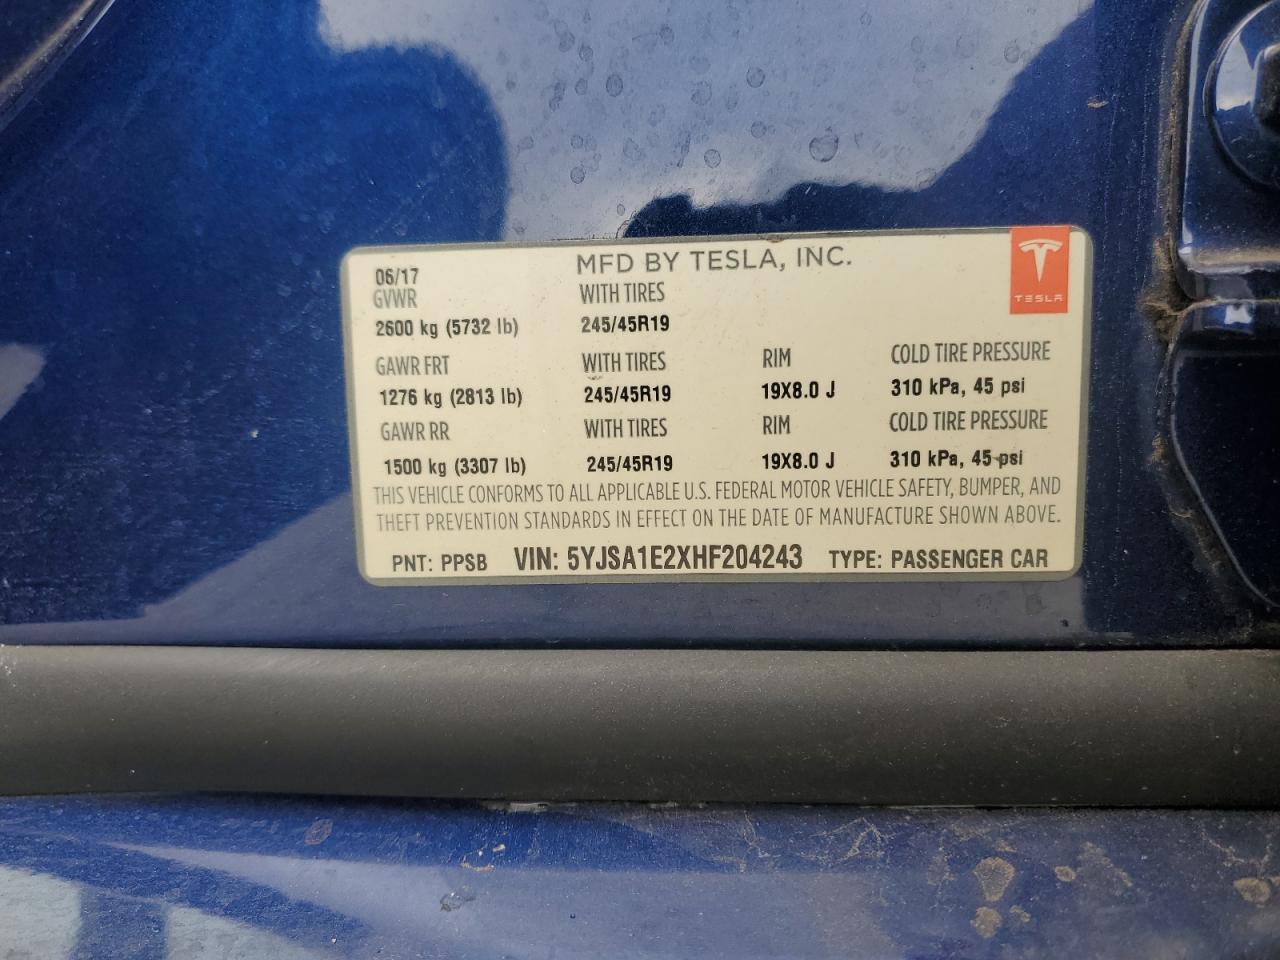 06/17 MFD BY TESLA, INC.
TESLA
GVWR WITH TIRES
2600 kg (5732 lb) 245/45R19
GAWR FRT WITH TIRES RIM COLD TIRE PRESSURE
1276 kg (2813 lb) 245/45R19 19X8.0 J 310 kPa, 45 psi
GAWR RR WITH TIRES RIM COLD TIRE PRESSURE
1500 kg (3307 lb) 245/45R19 19X8.0 J 310 kPa, 45 psi
THIS VEHICLE CONFORMS TO ALL APPLICABLE U.S. FEDERAL MOTOR VEHICLE SAFETY, BUMPER, AND
THEFT PREVENTION STANDARDS IN EFFECT ON THE DATE OF MANUFACTURE SHOWN ABOVE.
PNT: PPSB VIN: 5YJSA1E2XHF204243 TYPE: PASSENGER CAR